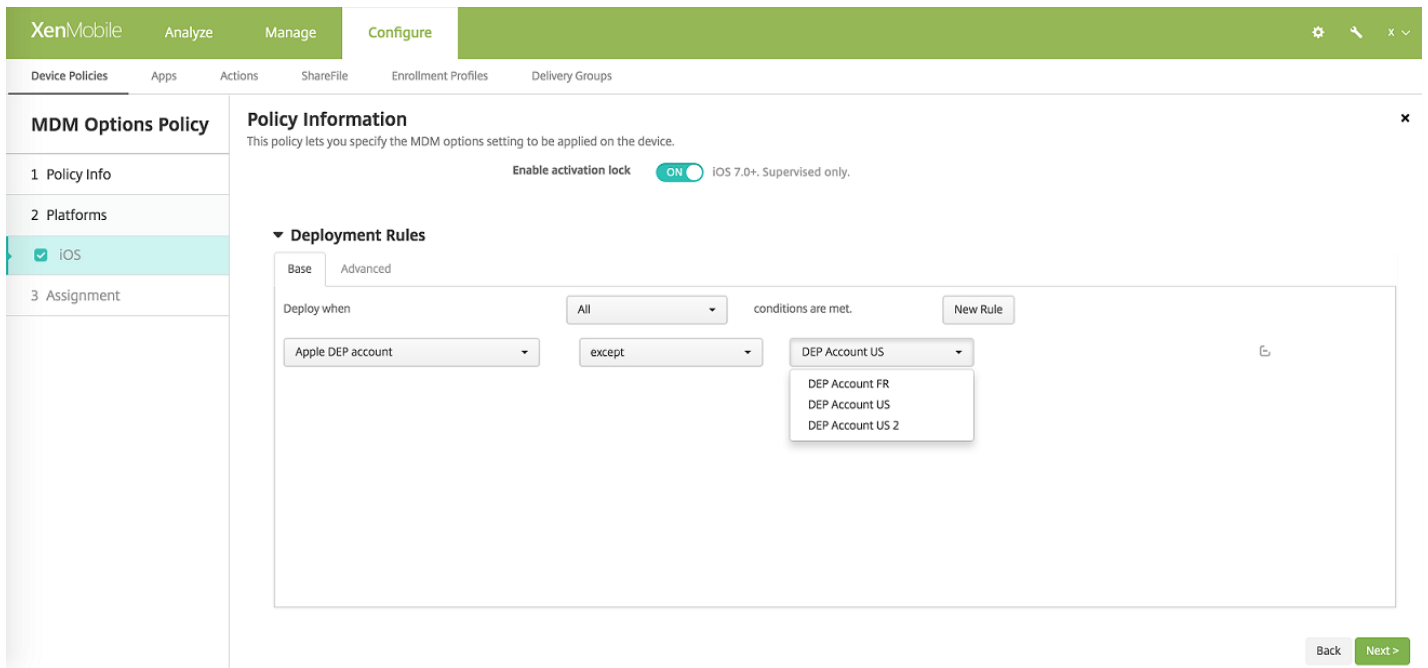 XenMobile Analyze Manage Configure x
Device Policies Apps Actions ShareFile Enrollment Profiles Delivery Groups
MDM Options Policy
1 Policy Info
2 Platforms
iOS
3 Assignment
Policy Information
This policy lets you specify the MDM options setting to be applied on the device.
Enable activation lock ON iOS 7.0+. Supervised only.
Deployment Rules
Base Advanced
Deploy when All conditions are met. New Rule
Apple DEP account except DEP Account US
DEP Account FR
DEP Account US
DEP Account US 2
Back Next >